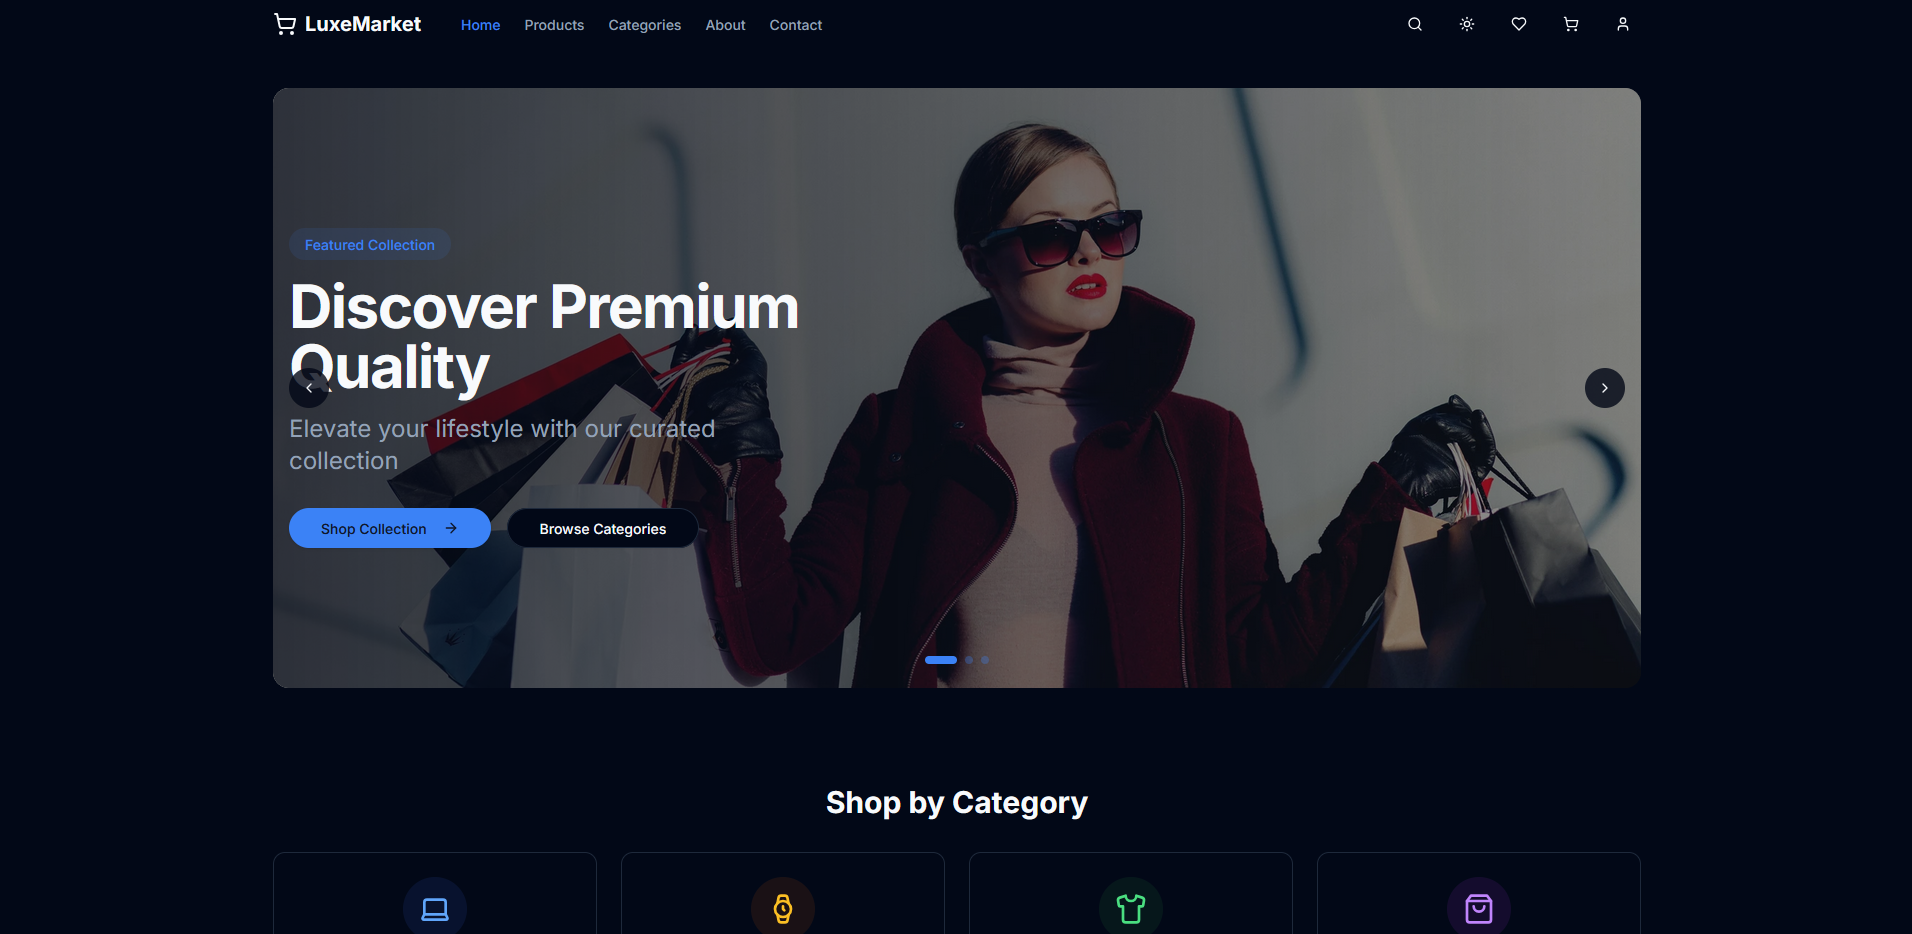 LuxeMarket Home Products Categories About Contact
Featured Collection
Discover Premium
Quality
Elevate your lifestyle with our curated
collection
Shop Collection Browse Categories
Shop by Category